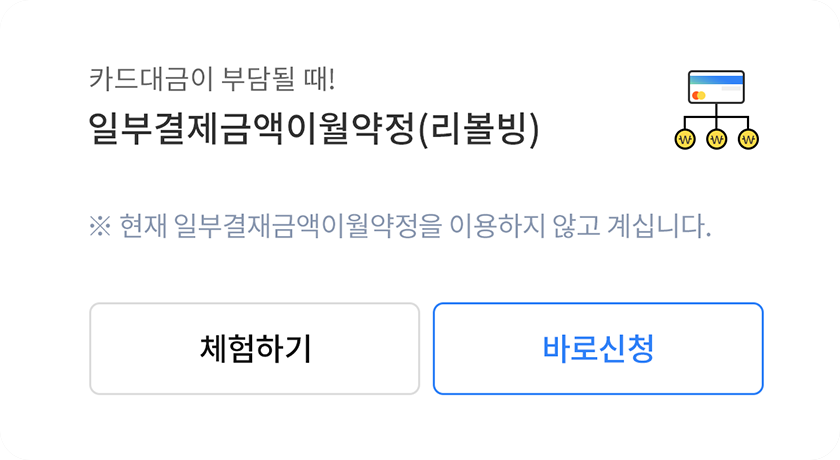 카드대금이 부담될 때!
일부결제금액이월약정(리볼빙)
※ 현재 일부결재금액이월약정을 이용하지 않고 계십니다.
체험하기
바로신청